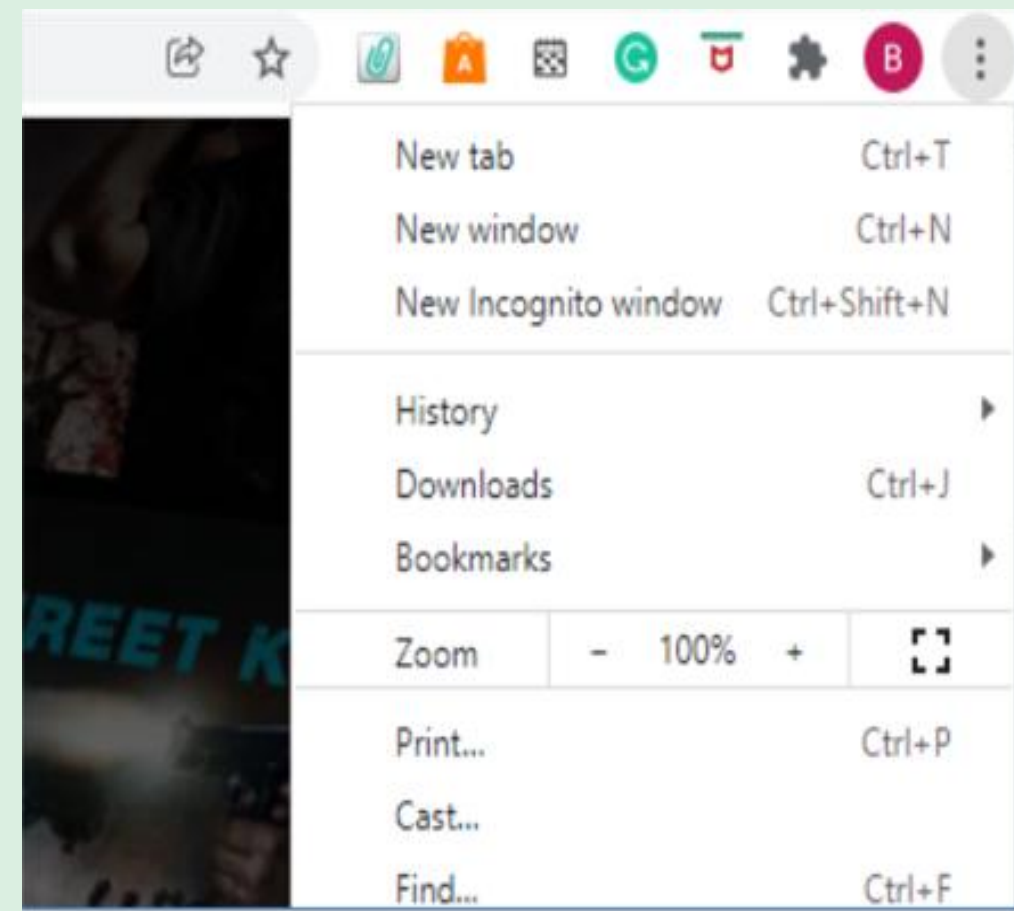 A
G
B
New tab Ctrl+T
New window Ctrl+N
New Incognito window Ctrl+Shift+N
History
Downloads Ctrl+J
Bookmarks
REET K
Zoom - 100% +
Print... Ctrl+P
Cast...
Find... Ctrl+F